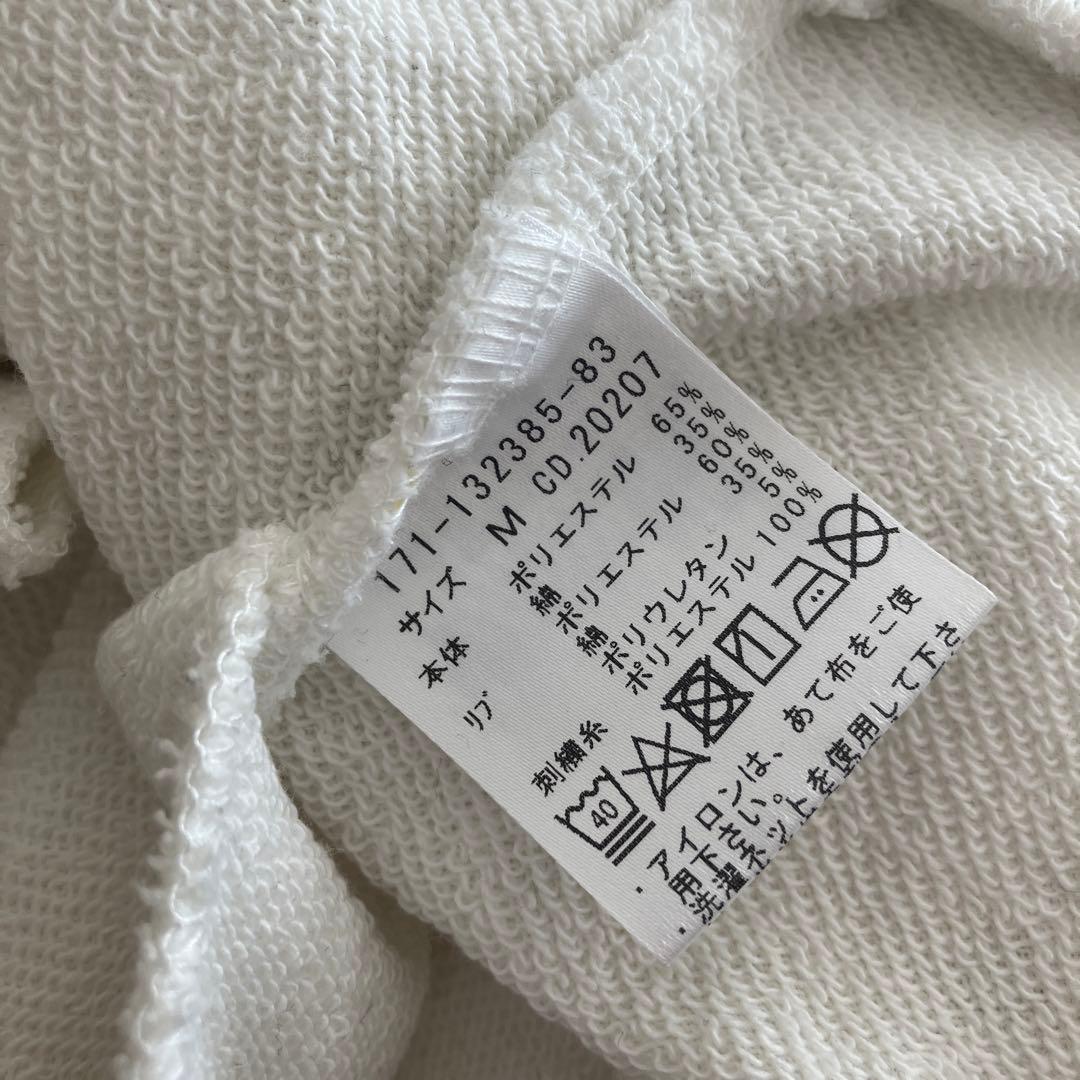 171-132385-83
サイズ M CD.20207
本体 ポリエステル 65%
綿 35%
リブ ポリエステル 60%
綿 35%
ポリウレタン 5%
刺繍糸 ポリエステル 100%
40
・アイロンは、あて布をご使
用下さい。
・洗濯ネットを使用して下さ